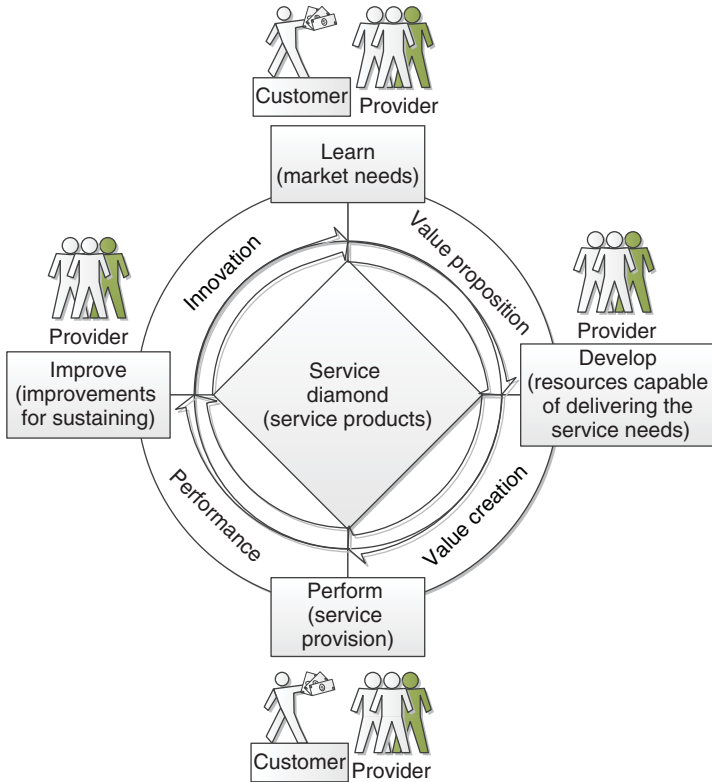 Customer
Provider
Learn
(market needs)
Innovation
Value proposition
Provider
Improve
(improvements
for sustaining)
Service
diamond
(service products)
Provider
Develop
(resources capable
of delivering the
service needs)
Performance
Value creation
Perform
(service
provision)
Customer
Provider